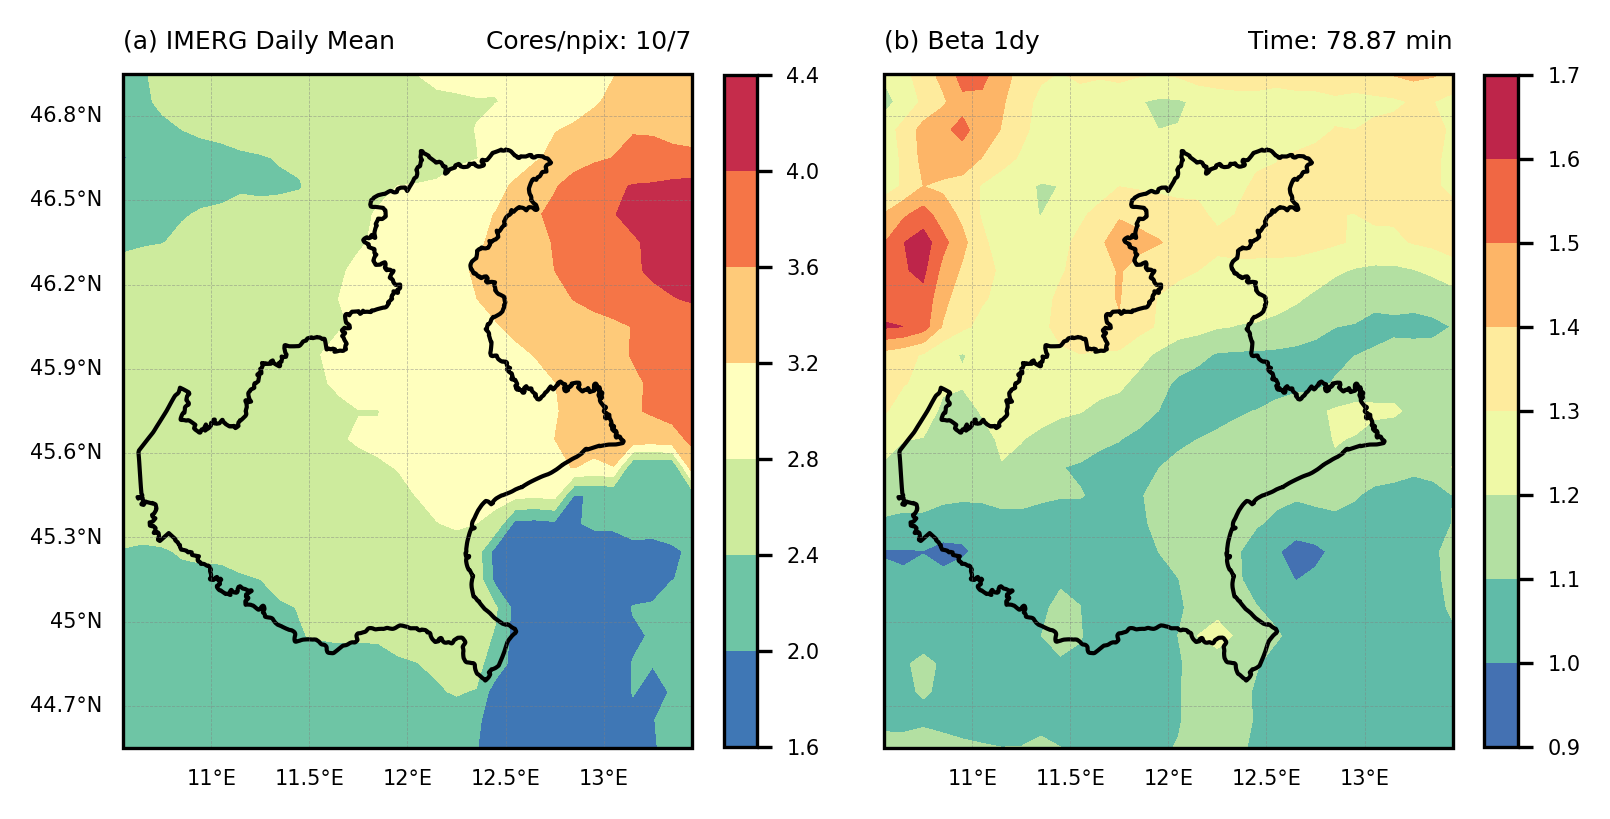 (a) IMERG Daily Mean Cores/npix: 10/7
46.8°N
46.5°N
46.2°N
45.9°N
45.6°N
45.3°N
45°N
44.7°N
11°E 11.5°E 12°E 12.5°E 13°E
4.4
4.0
3.6
3.2
2.8
2.4
2.0
1.6
(b) Beta 1dy Time: 78.87 min
11°E 11.5°E 12°E 12.5°E 13°E
1.7
1.6
1.5
1.4
1.3
1.2
1.1
1.0
0.9